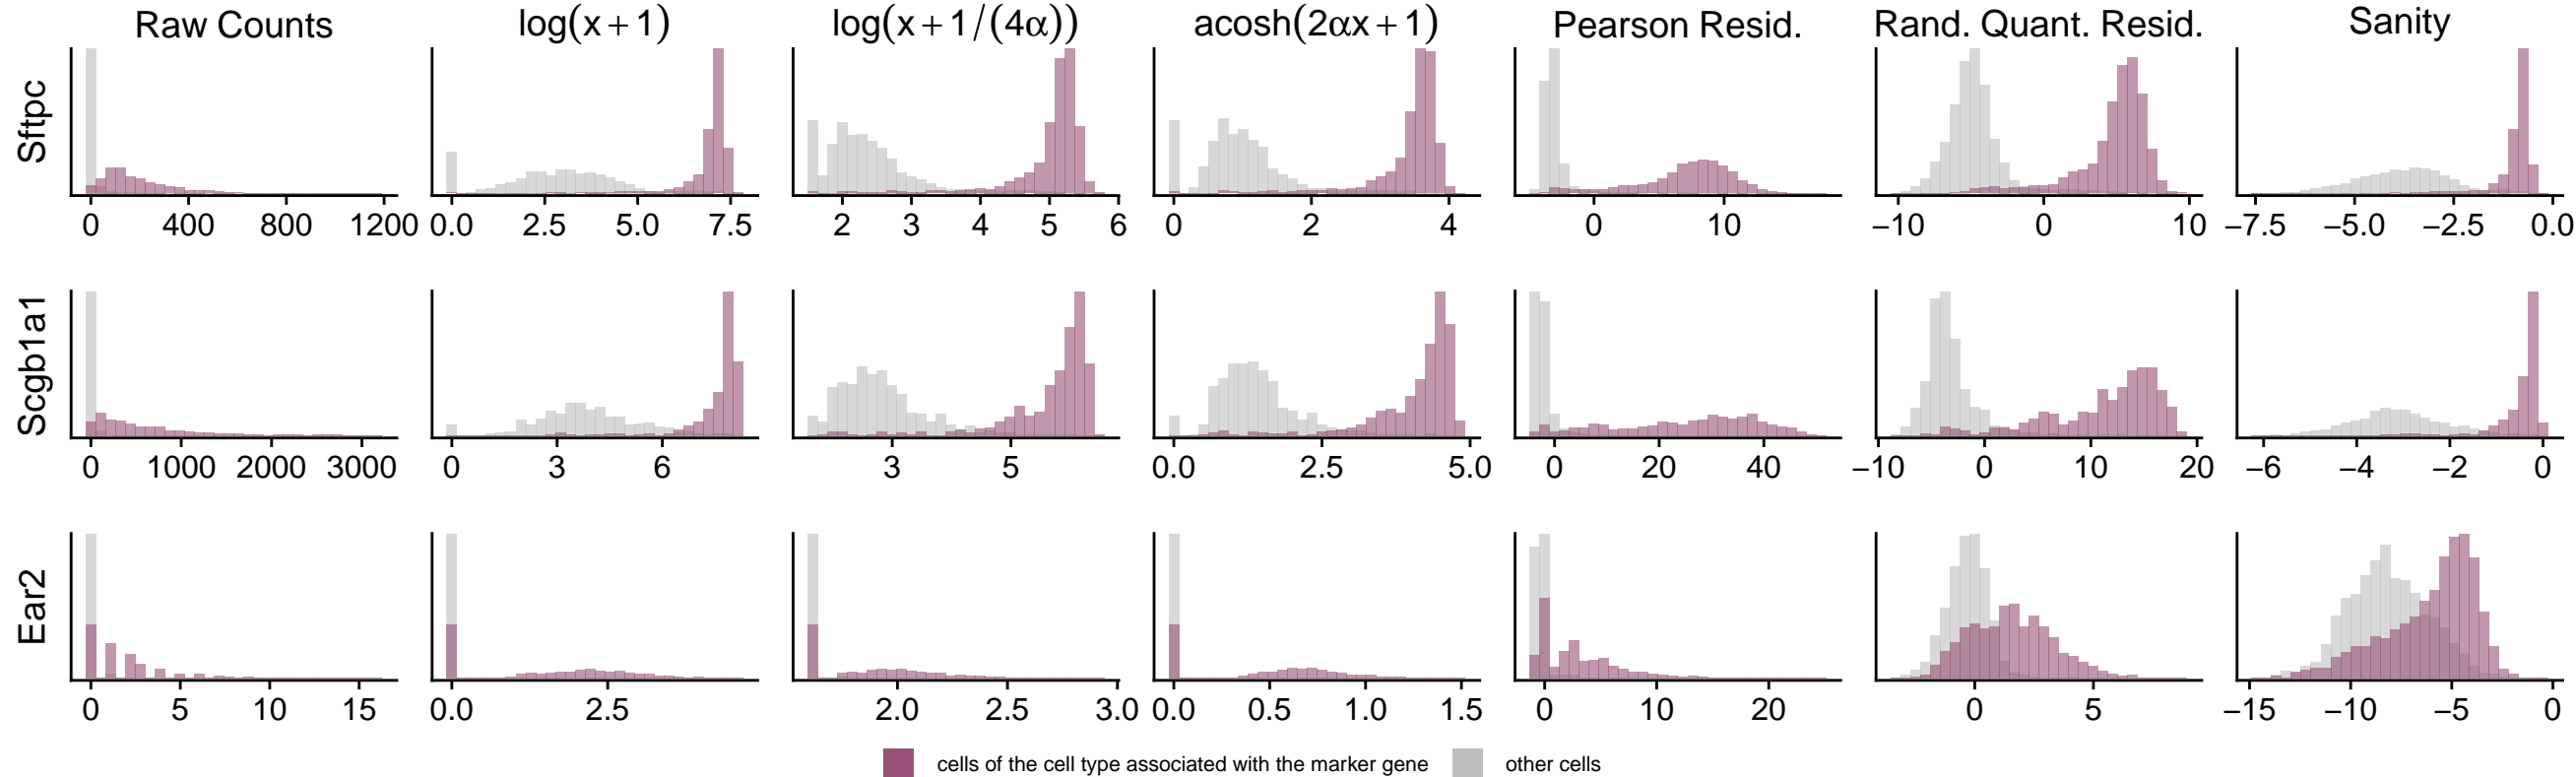 Raw Counts log(x + 1) log(x + 1/(4α)) acosh(2αx + 1) Pearson Resid. Rand. Quant. Resid. Sanity
Sftpc
0 400 800 1200 0.0 2.5 5.0 7.5 2 3 4 5 6 0 2 4 0 10 −10 0 10 −7.5 −5.0 −2.5 0.0
Scgb1a1
0 1000 2000 3000 0 3 6 3 5 0.0 2.5 5.0 0 20 40 −10 0 10 20 −6 −4 −2 0
Ear2
0 5 10 15 0.0 2.5 2.0 2.5 3.0 0.0 0.5 1.0 1.5 0 10 20 0 5 −15 −10 −5 0
cells of the cell type associated with the marker gene other cells